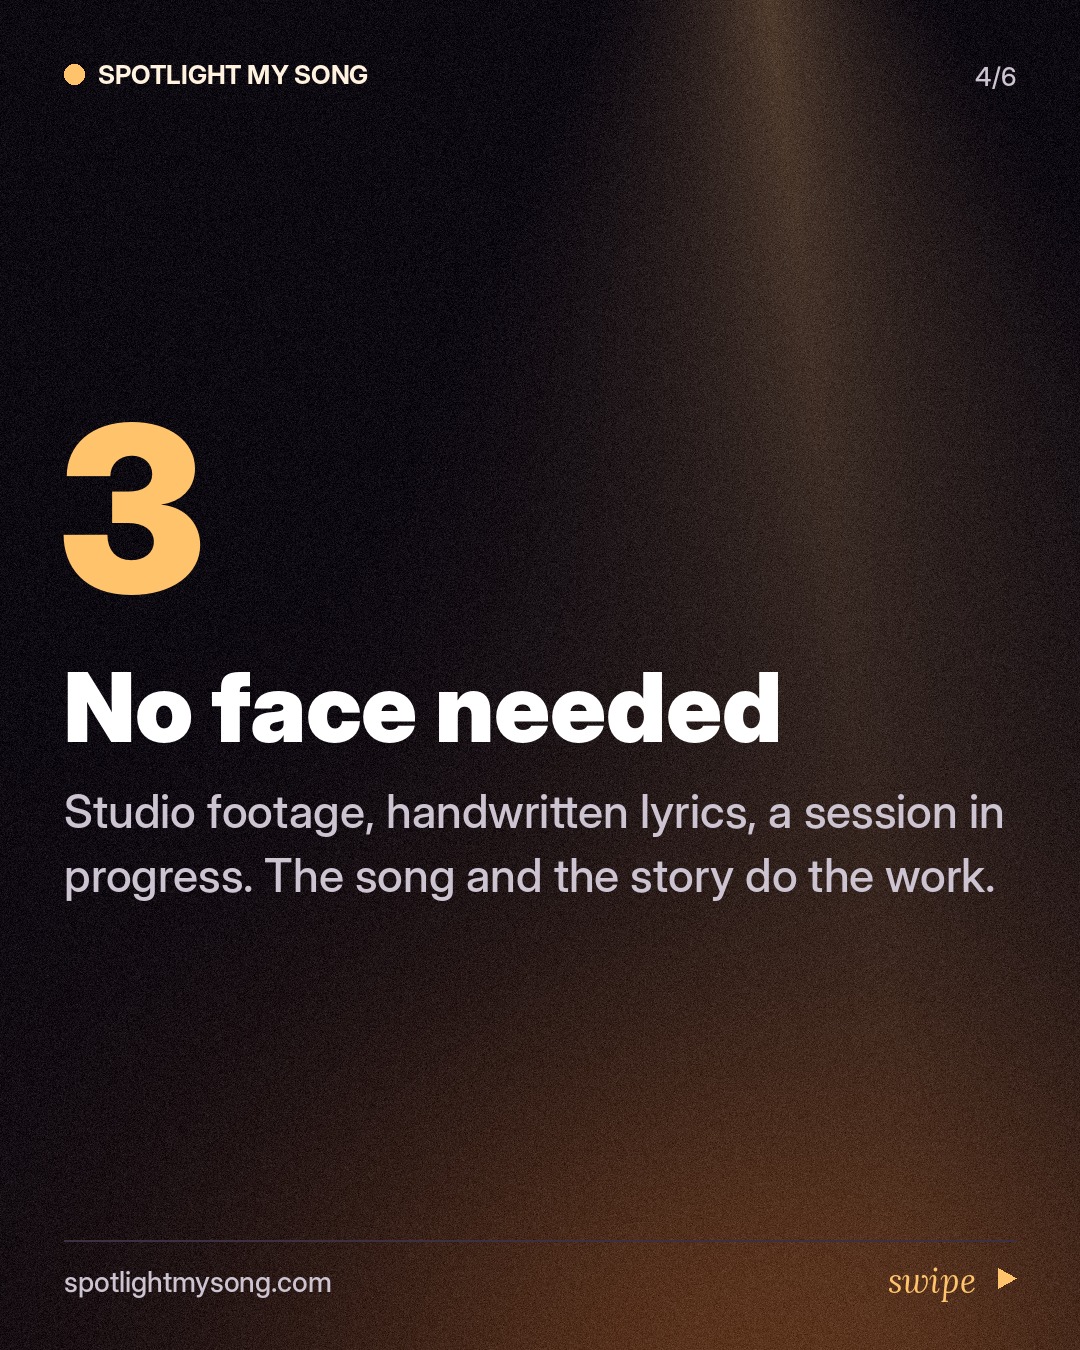 SPOTLIGHT MY SONG
4/6
3
No face needed
Studio footage, handwritten lyrics, a session in
progress. The song and the story do the work.
spotlightmysong.com
swipe